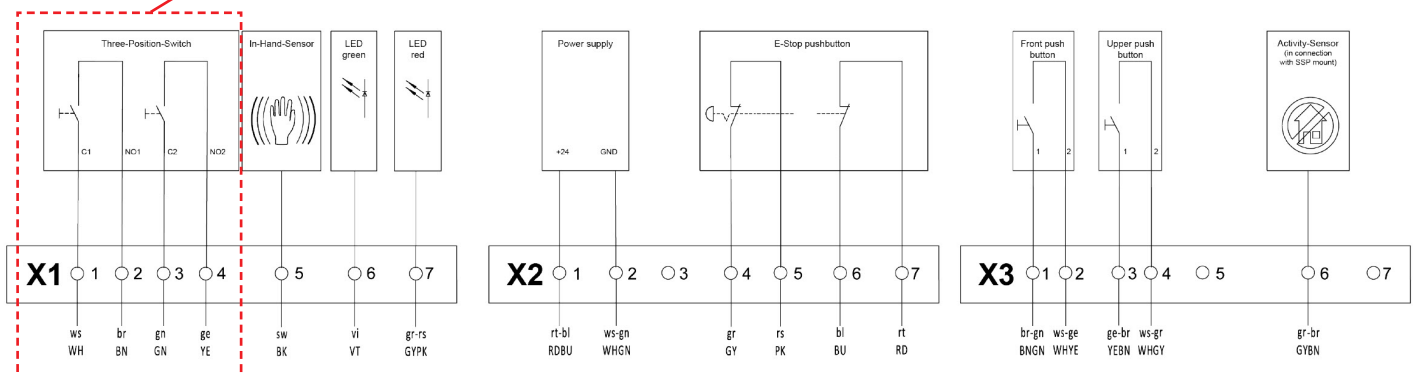 Three-Position-Switch
C1 NO1 C2 NO2
In-Hand-Sensor
LED
green
LED
red
Power supply
+24 GND
E-Stop pushbutton
Front push
button
1 2
Upper push
button
1 2
Activity-Sensor
(in connection
with SSP mount)
X1 1 2 3 4 5 6 7
ws br gn ge sw vi gr-rs
WH BN GN YE BK VT GYPK
X2 1 2 3 4 5 6 7
rt-bl ws-gn gr rs bl rt
RDBU WHGN GY PK BU RD
X3 1 2 3 4 5 6 7
br-gn ws-ge ge-br ws-gr gr-br
BNGN WHYE YEBN WHGY GYBN